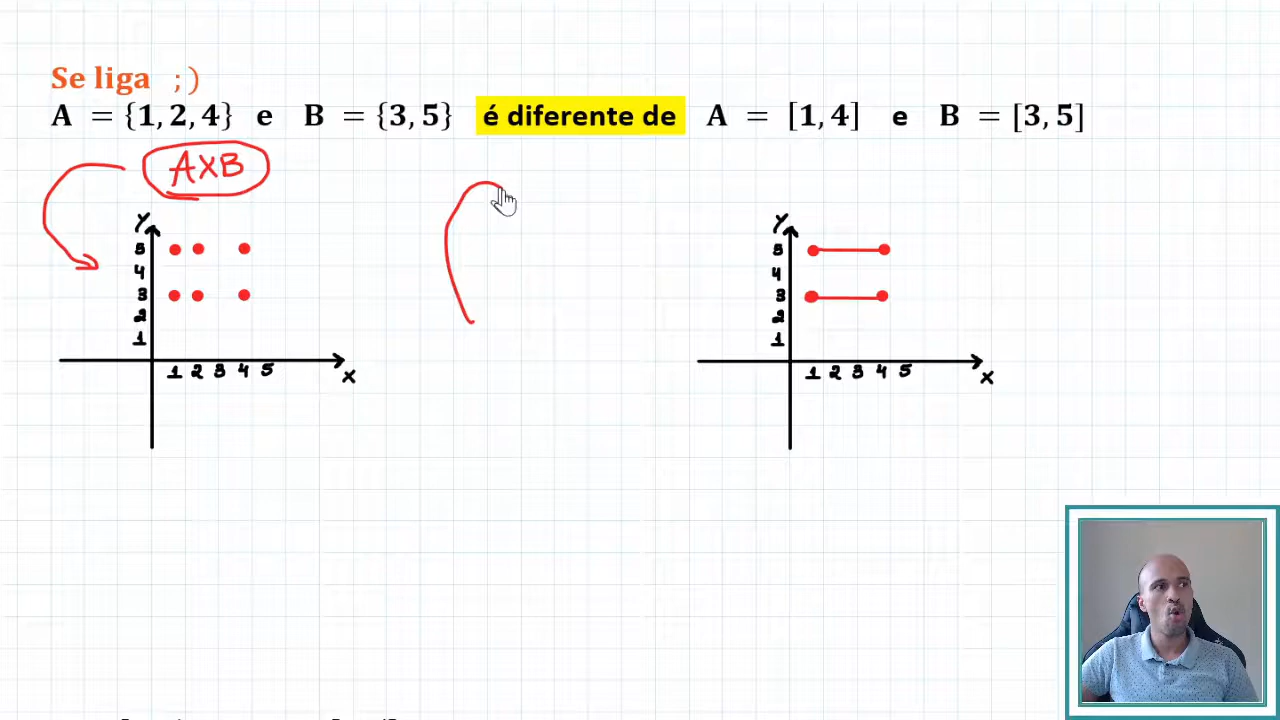 Se liga ;)
A = {1, 2, 4} e B = {3, 5} é diferente de A = [1, 4] e B = [3, 5]
AXB
Y
5
4
3
2
1
1 2 3 4 5
X
Y
5
4
3
2
1
1 2 3 4 5
X